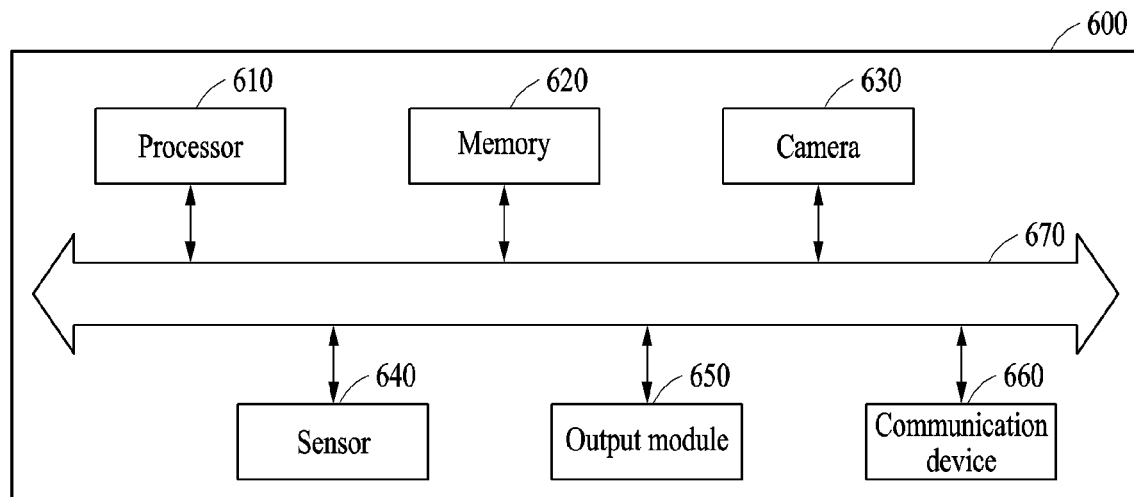 600
610
620
630
Processor
Memory
Camera
670
640
650
660
Sensor
Output module
Communication
device